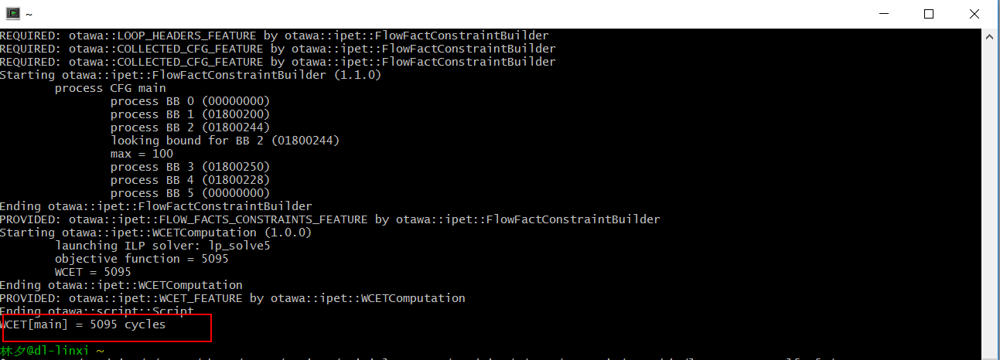 ~
REQUIRED: otawa::LOOP_HEADERS_FEATURE by otawa::ipet::FlowFactConstraintBuilder
REQUIRED: otawa::COLLECTED_CFG_FEATURE by otawa::ipet::FlowFactConstraintBuilder
REQUIRED: otawa::COLLECTED_CFG_FEATURE by otawa::ipet::FlowFactConstraintBuilder
Starting otawa::ipet::FlowFactConstraintBuilder (1.1.0)
process CFG main
process BB 0 (00000000)
process BB 1 (01800200)
process BB 2 (01800244)
looking bound for BB 2 (01800244)
max = 100
process BB 3 (01800250)
process BB 4 (01800228)
process BB 5 (00000000)
Ending otawa::ipet::FlowFactConstraintBuilder
PROVIDED: otawa::ipet::FLOW_FACTS_CONSTRAINTS_FEATURE by otawa::ipet::FlowFactConstraintBuilder
Starting otawa::ipet::WCETComputation (1.0.0)
launching ILP solver: lp_solve5
objective function = 5095
WCET = 5095
Ending otawa::ipet::WCETComputation
PROVIDED: otawa::ipet::WCET_FEATURE by otawa::ipet::WCETComputation
Ending otawa::script::Script
WCET[main] = 5095 cycles
林夕@dl-linxi ~